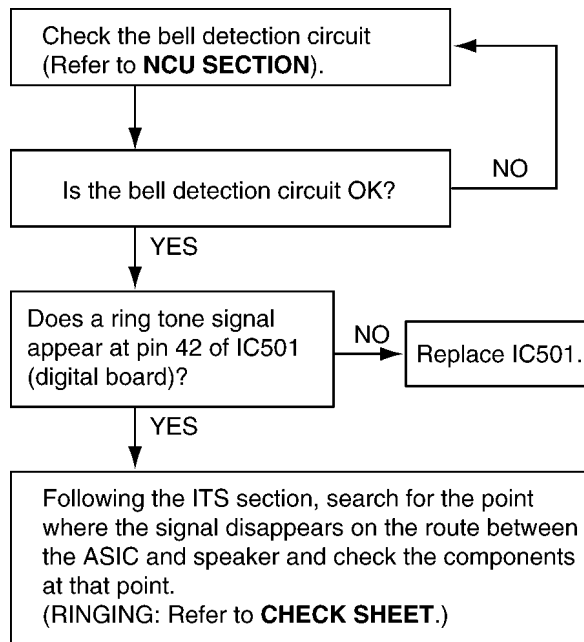 Check the bell detection circuit
(Refer to NCU SECTION).
Is the bell detection circuit OK?
NO
YES
Does a ring tone signal
appear at pin 42 of IC501
(digital board)?
NO
Replace IC501.
YES
Following the ITS section, search for the point
where the signal disappears on the route between
the ASIC and speaker and check the components
at that point.
(RINGING: Refer to CHECK SHEET.)